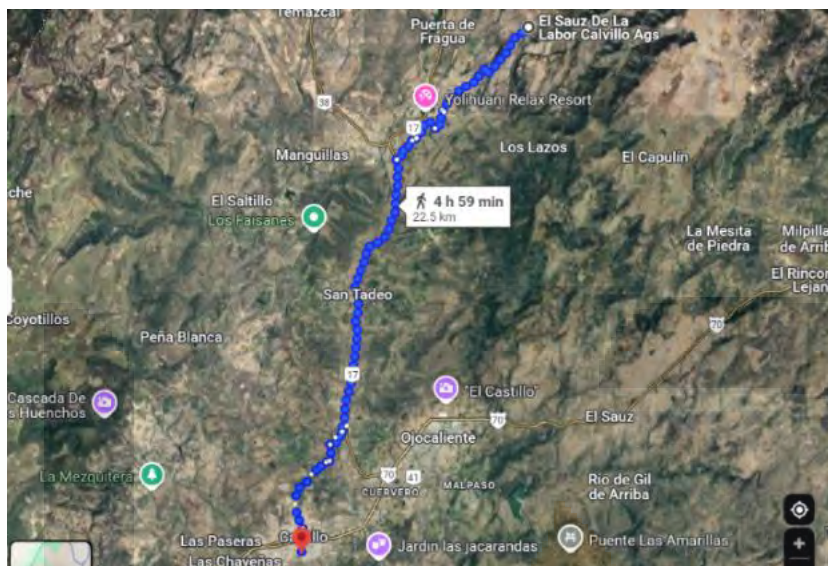 Temazcal
Puerta de
Fragua
El Sauz De La
Labor Calvillo Ags
38
Yolihuani Relax Resort
17
Manguillas
Los Lazos
El Capulin
El Saltillo
Los Faisanes
4 h 59 min
22.5 km
La Mesita
de Piedra
Milpilla
de Arrib
El Rincon
Lejan
San Tadeo
Coyotillos
70
Peña Blanca
17
Cascada De
s Huenchos
"El Castillo"
70
El Sauz
Ojocaliente
La Mezquitera
70
41
CUERVERO
MALPASO
Rio de Gil
de Arriba
Las Paseras
Jardin las jacarandas
Puente Las Amarillas
Las Chavenas
+